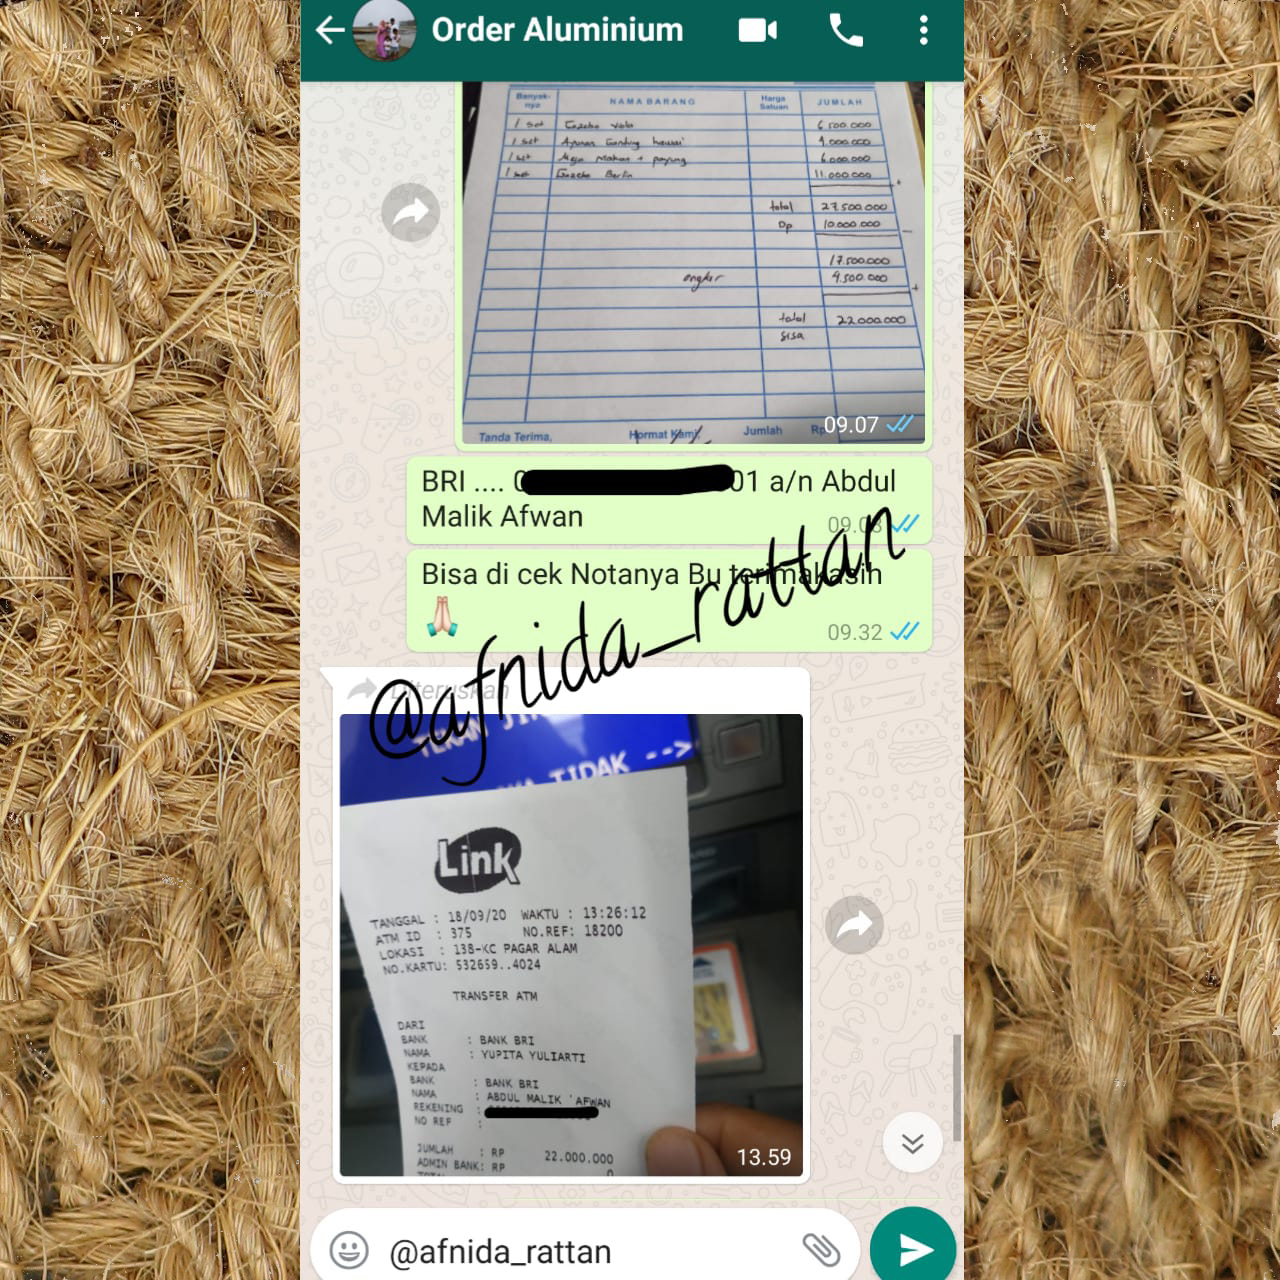 Order Aluminium
Banyak-nya NAMA BARANG Harga Satuan JUMLAH
1 set Gazebo Vola 6.500.000
1 set Ayunan Gading hawai 4.000.000
1 set Meja Makan + payung 6.000.000
1 set Gazebo Berlin 11.000.000
total 27.500.000
Dp 10.000.000
17.500.000
ongkir 4.500.000
total 22.000.000
sisa
Tanda Terima, Hormat Kami, Jumlah Rp
09.07
BRI .... 0 01 a/n Abdul
Malik Afwan
09.08
Bisa di cek Notanya Bu terimakasih
🙏🏻
09.32
@afnida_rattan
Diteruskan
TEKAN
TIDAK -->
Link
TANGGAL : 18/09/20 WAKTU : 13:26:12
ATM ID : 375 NO.REF: 18200
LOKASI : 138-KC PAGAR ALAM
NO.KARTU: 532659..4024
TRANSFER ATM
DARI
BANK : BANK BRI
NAMA : YUPITA YULIARTI
KEPADA
BANK : BANK BRI
NAMA : ABDUL MALIK 'AFWAN
REKENING :
NO REF :
JUMLAH : RP 22.000.000
ADMIN BANK: RP 0
13.59
@afnida_rattan